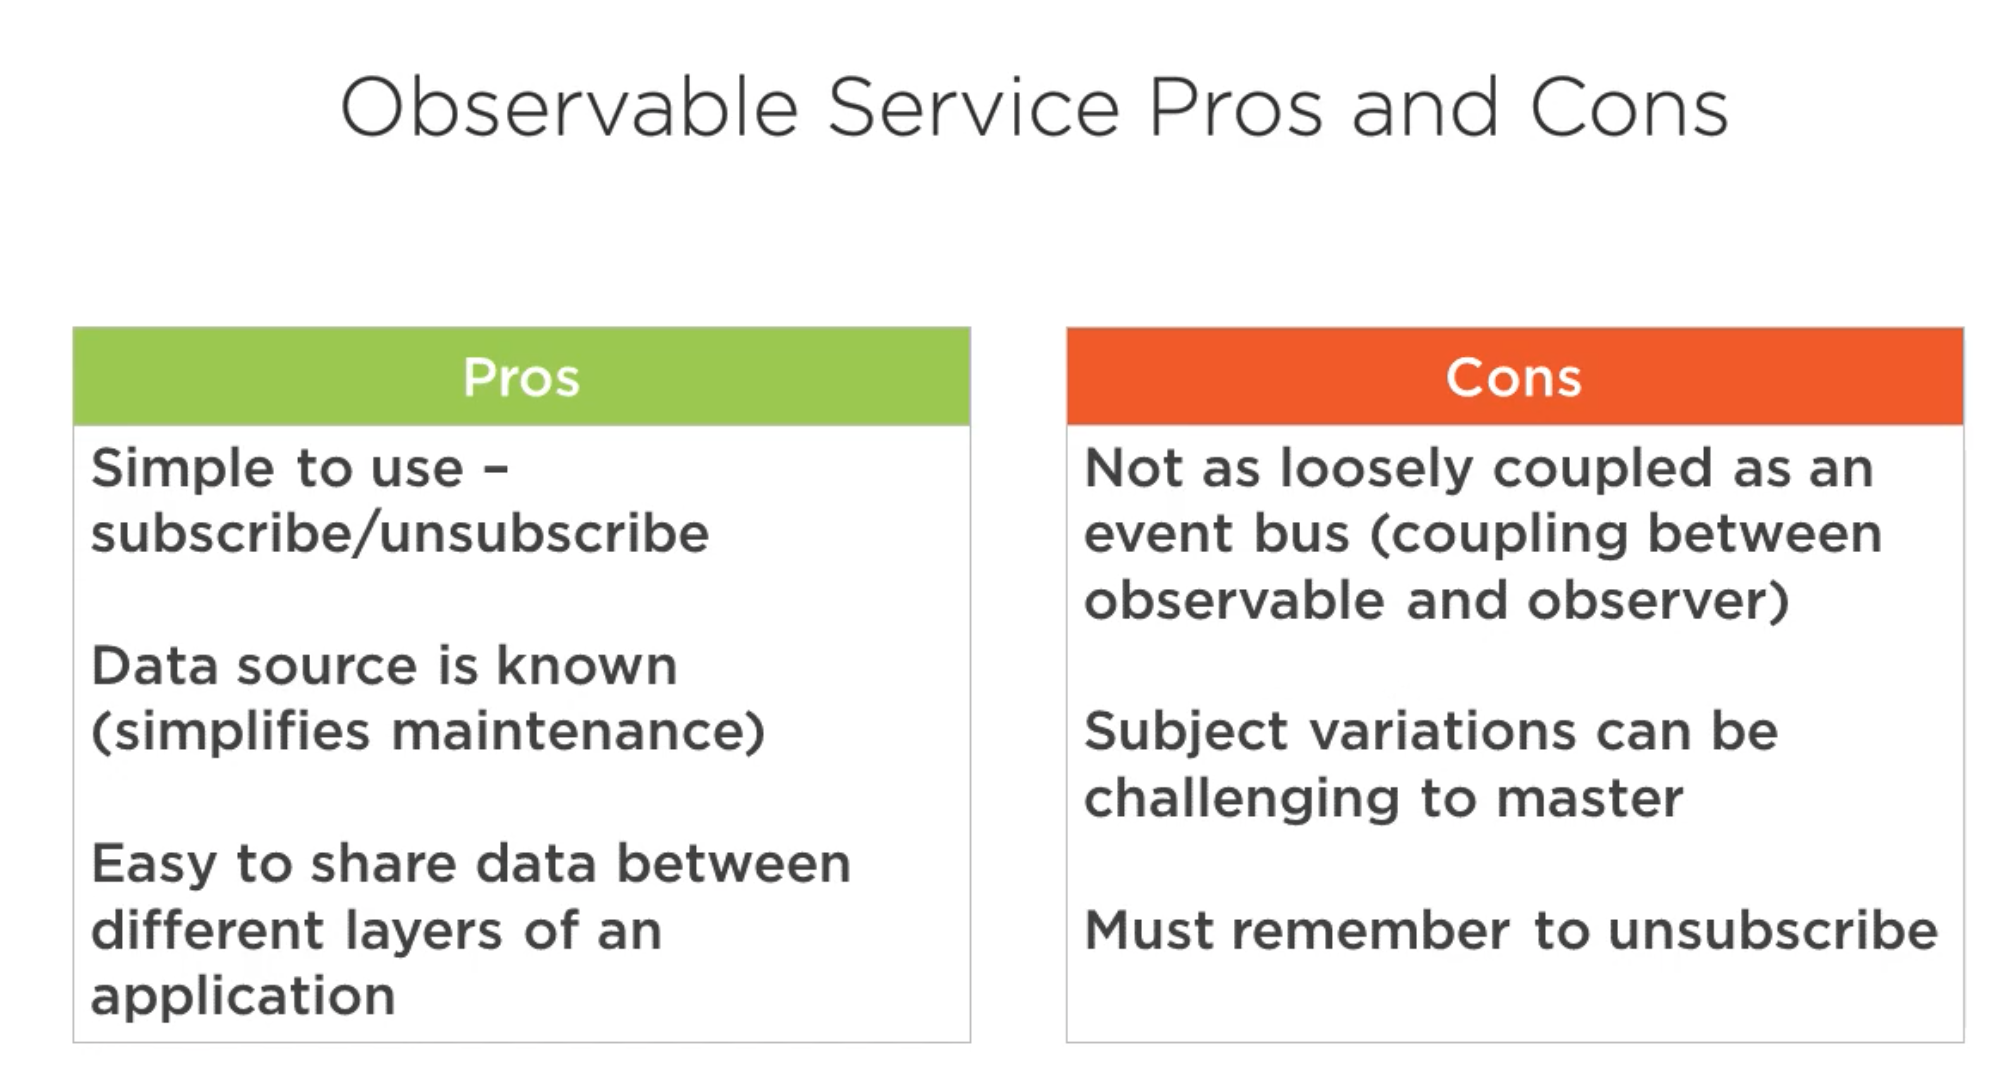 Observable Service Pros and Cons
Pros
Simple to use –
subscribe/unsubscribe
Data source is known
(simplifies maintenance)
Easy to share data between
different layers of an
application
Cons
Not as loosely coupled as an
event bus (coupling between
observable and observer)
Subject variations can be
challenging to master
Must remember to unsubscribe